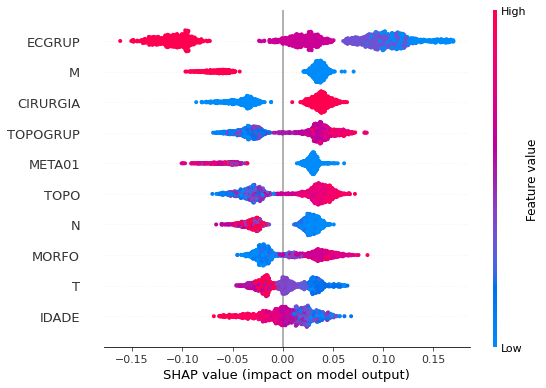 High
ECGRUP
M
CIRURGIA
TOPOGRUP
META01
TOPO
N
MORFO
T
IDADE
Feature value
Low
−0.15 −0.10 −0.05 0.00 0.05 0.10 0.15
SHAP value (impact on model output)